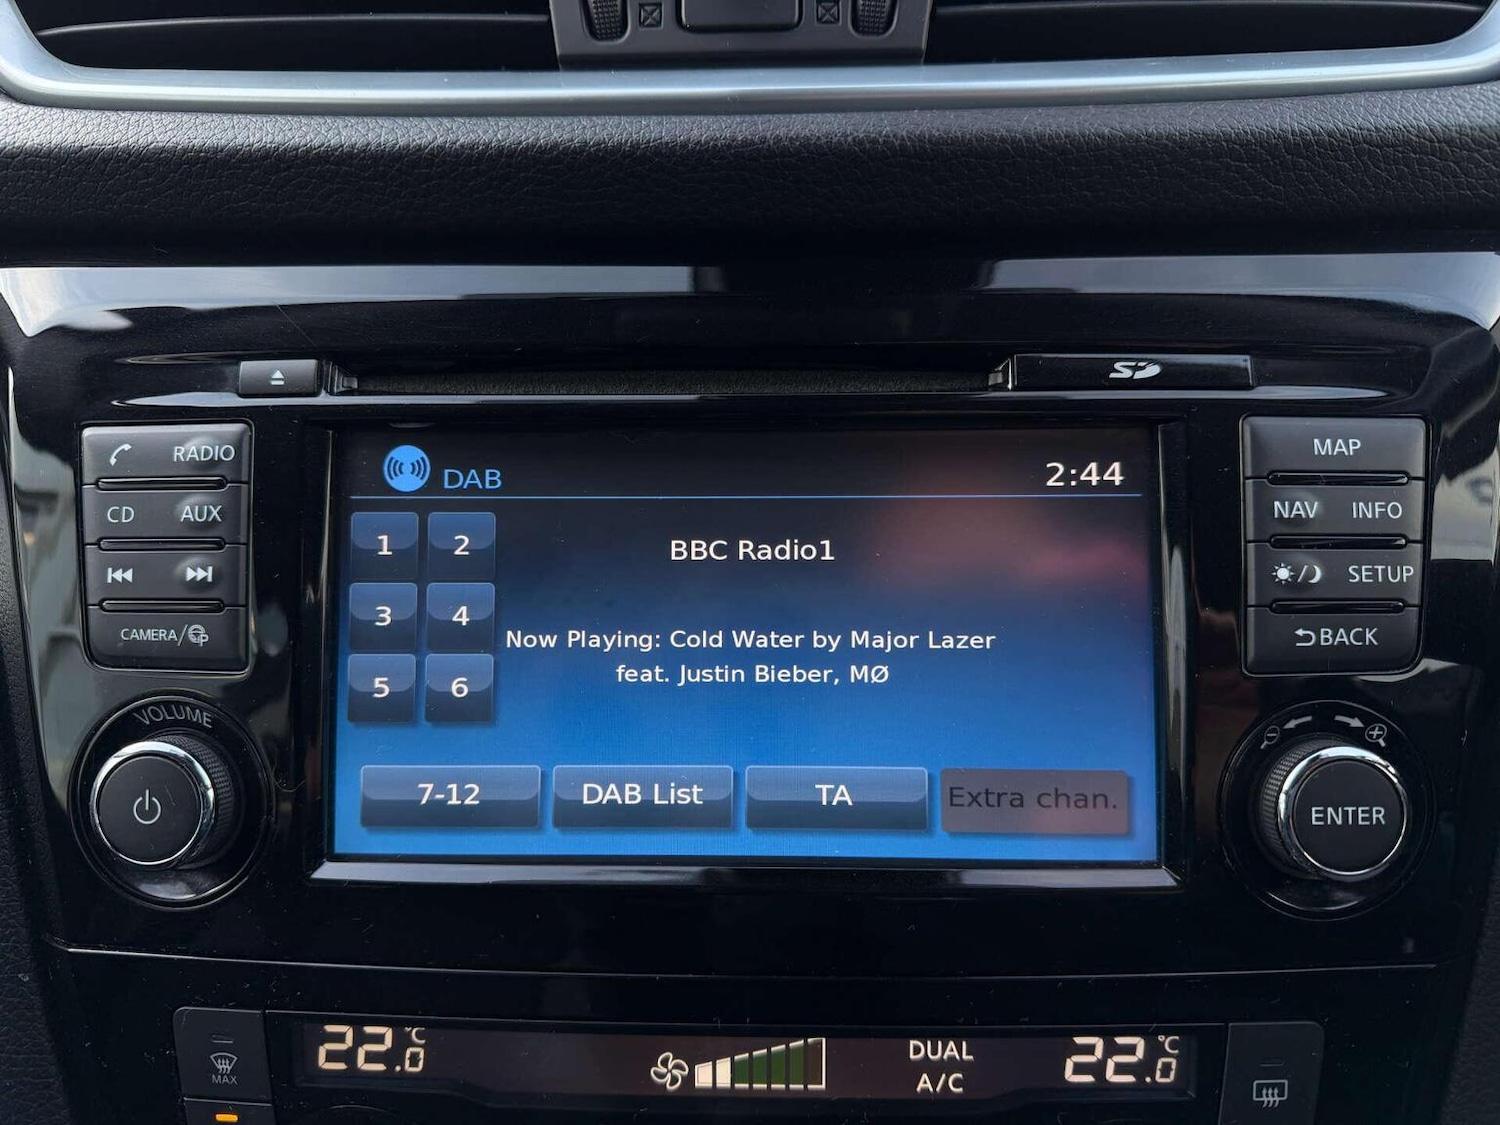 SD
RADIO
CD AUX
CAMERA/
VOLUME
DAB
2:44
1 2
3 4
5 6
BBC Radio1
Now Playing: Cold Water by Major Lazer
feat. Justin Bieber, MØ
7-12 DAB List TA Extra chan.
MAP
NAV INFO
/ SETUP
BACK
ENTER
22.0 °C
DUAL
A/C
22.0 °C
MAX